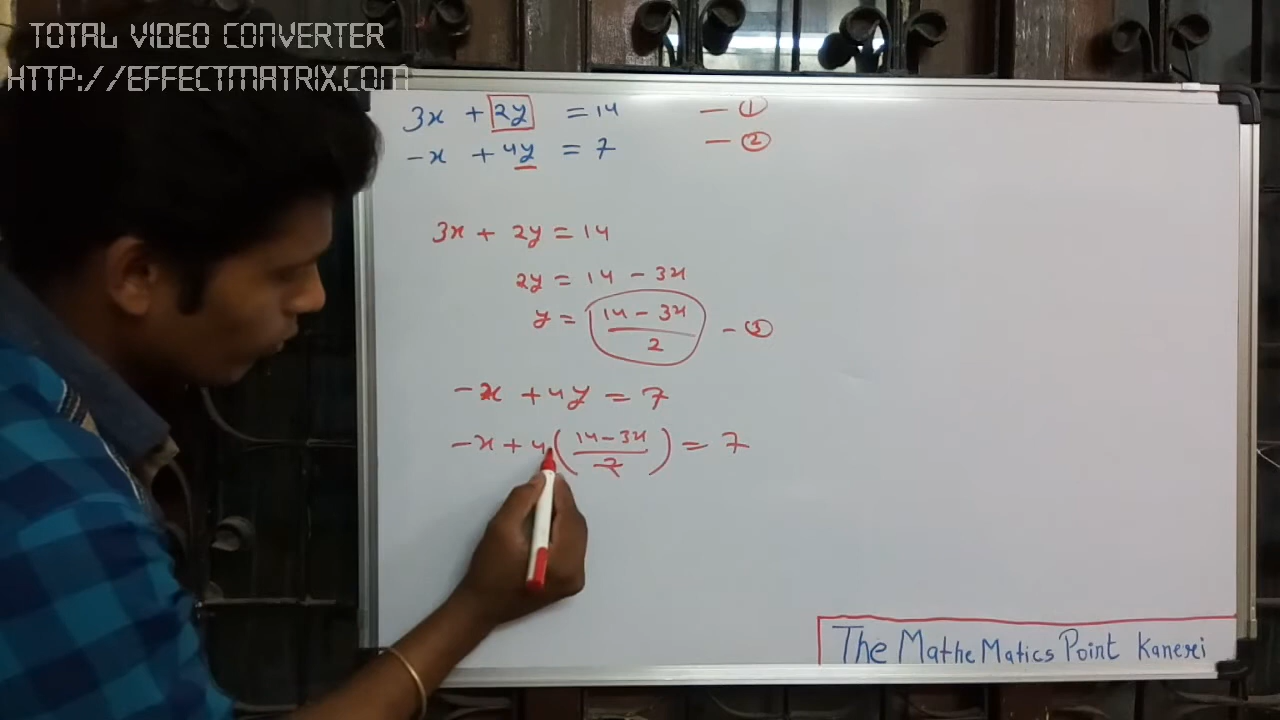 TOTAL VIDEO CONVERTER
HTTP://EFFECTMATRIX.COM
3x + 2y = 14 — ①
-x + 4y = 7 — ②
3x + 2y = 14
2y = 14 - 3x
y = (14 - 3x)/2 - ③
-x + 4y = 7
-x + 4(14-3x/2) = 7
The MatheMatics Point Kaneri